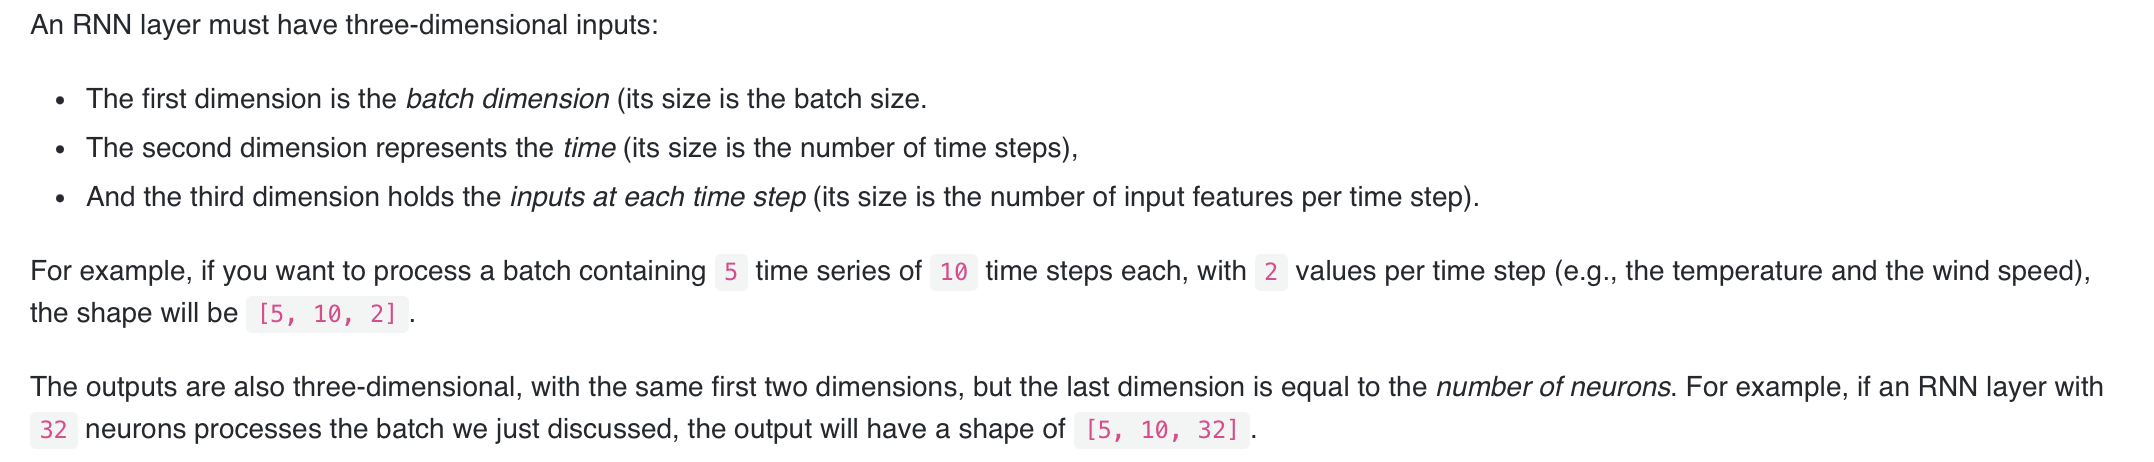 An RNN layer must have three-dimensional inputs:
• The first dimension is the batch dimension (its size is the batch size.
• The second dimension represents the time (its size is the number of time steps),
• And the third dimension holds the inputs at each time step (its size is the number of input features per time step).
For example, if you want to process a batch containing 5 time series of 10 time steps each, with 2 values per time step (e.g., the temperature and the wind speed),
the shape will be [5, 10, 2] .
The outputs are also three-dimensional, with the same first two dimensions, but the last dimension is equal to the number of neurons. For example, if an RNN layer with
32 neurons processes the batch we just discussed, the output will have a shape of [5, 10, 32] .